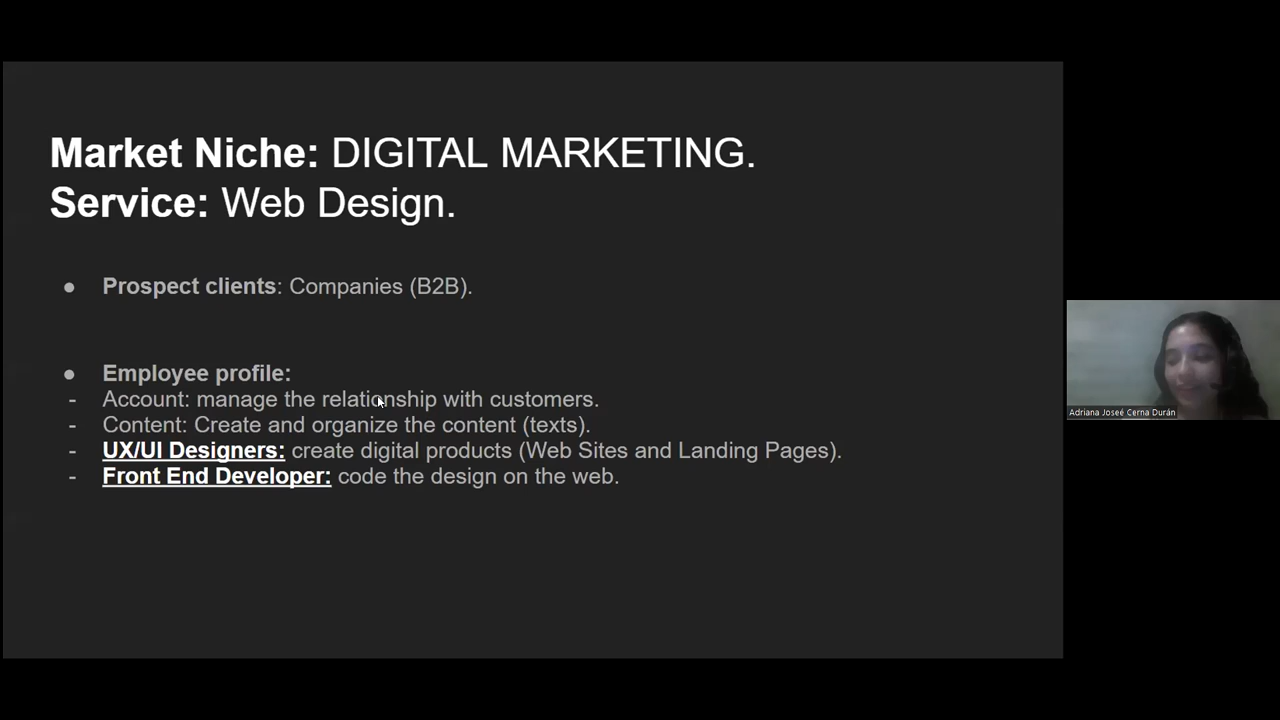 Market Niche: DIGITAL MARKETING.
Service: Web Design.
● Prospect clients: Companies (B2B).
● Employee profile:
- Account: manage the relationship with customers.
- Content: Create and organize the content (texts).
- UX/UI Designers: create digital products (Web Sites and Landing Pages).
- Front End Developer: code the design on the web.
Adriana Joseé Cerna Durán